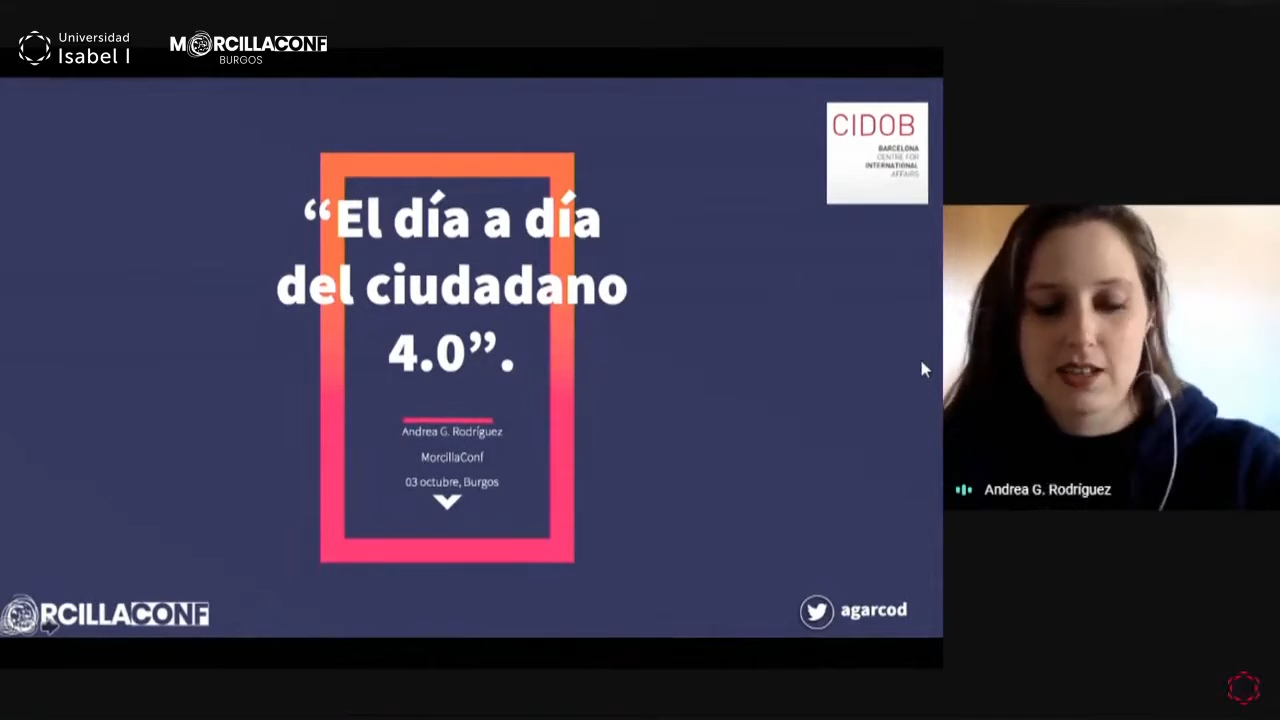 Universidad
Isabel I
MORCILLACONF
BURGOS
CIDOB
BARCELONA
CENTRE FOR
INTERNATIONAL
AFFAIRS
“El día a día
del ciudadano
4.0”.
Andrea G. Rodríguez
MorcillaConf
03 octubre, Burgos
Andrea G. Rodríguez
RCILLACONF
agarcod